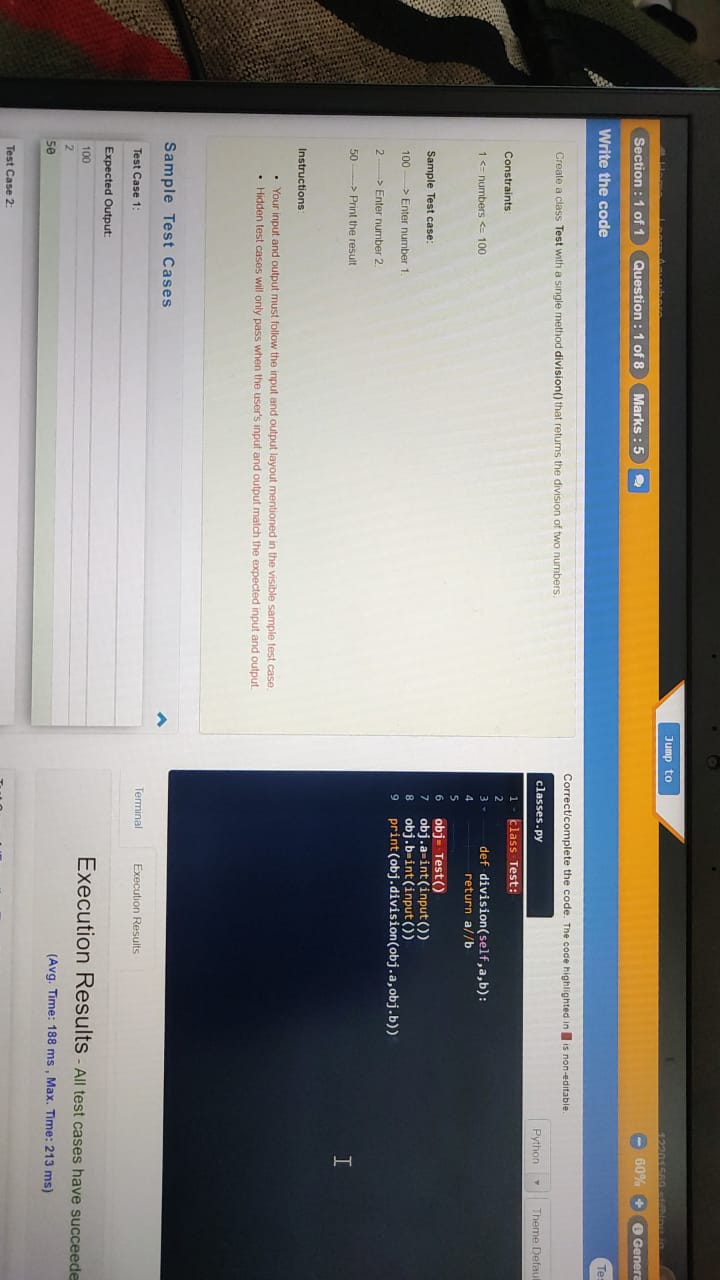 Section : 1 of 1 Question : 1 of 8 Marks : 5
Jump to
60%
Write the code
Create a class Test with a single method division() that returns the division of two numbers.
Constraints
1 <= numbers <= 100
Sample Test case:
100 ----> Enter number 1.
2 ----> Enter number 2.
50 ----> Print the result
Instructions
• Your input and output must follow the input and output layout mentioned in the visible sample test case.
• Hidden test cases will only pass when the user's input and output match the expected input and output.
Sample Test Cases
Test Case 1:
Expected Output:
100
2
50
Test Case 2:
Correct/complete the code. The code highlighted in is non-editable.
Python
Theme:
classes.py
1 class Test:
2
3 def division(self,a,b):
4 return a//b
5
6 obj= Test()
7 obj.a=int(input())
8 obj.b=int(input())
9 print(obj.division(obj.a,obj.b))
Terminal Execution Results
Execution Results - All test cases have
(Avg. Time: 188 ms , Max. Time: 213 ms)